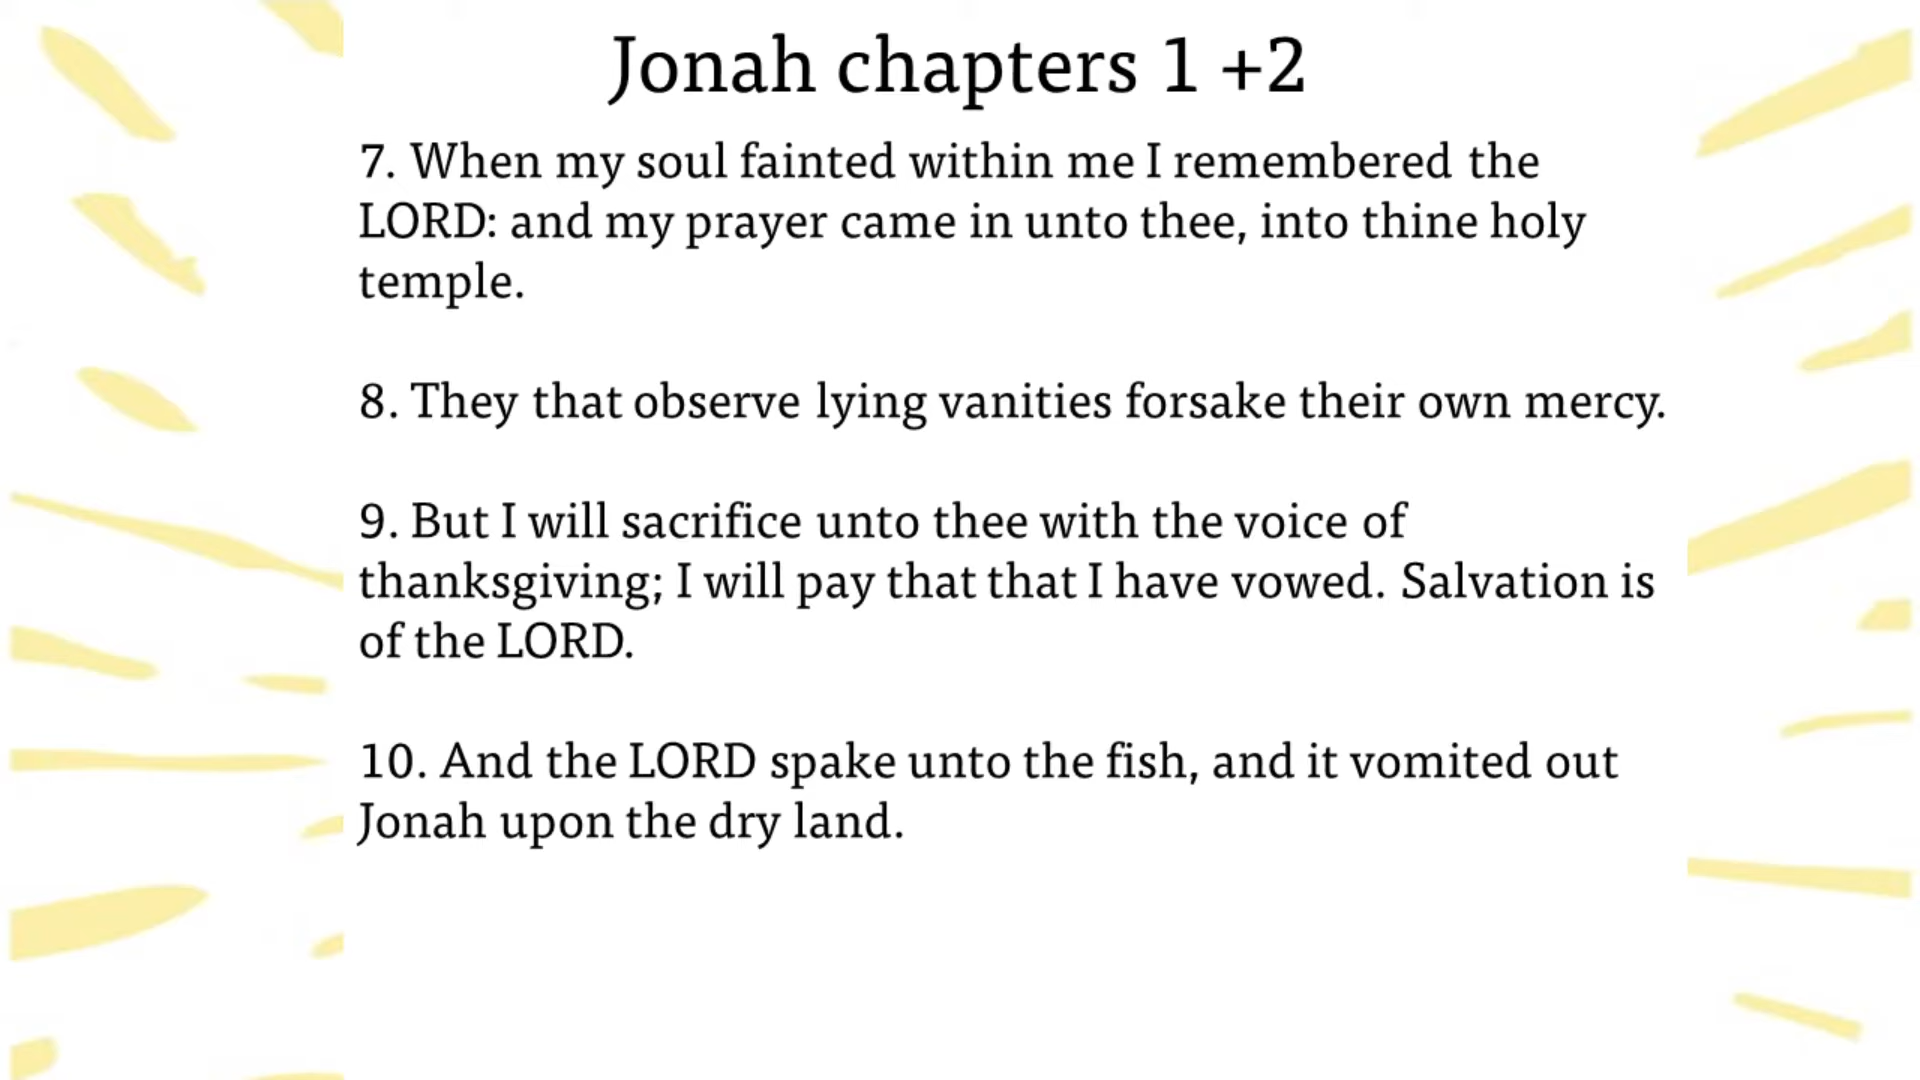 Jonah chapters 1 +2
7. When my soul fainted within me I remembered the
LORD: and my prayer came in unto thee, into thine holy
temple.
8. They that observe lying vanities forsake their own mercy.
9. But I will sacrifice unto thee with the voice of
thanksgiving; I will pay that that I have vowed. Salvation is
of the LORD.
10. And the LORD spake unto the fish, and it vomited out
Jonah upon the dry land.